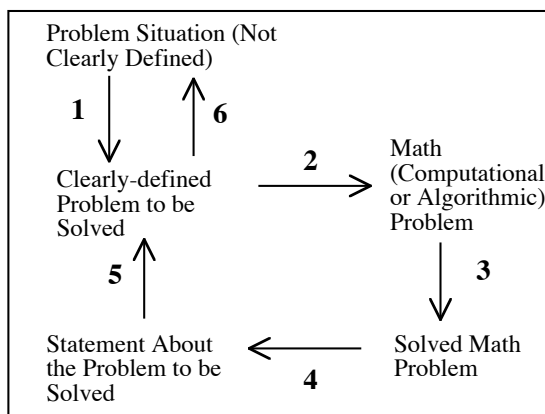 Problem Situation (Not
Clearly Defined)
1
6
Clearly-defined
Problem to be
Solved
2
Math
(Computational
or Algorithmic)
Problem
3
5
Statement About
the Problem to be
Solved
4
Solved Math
Problem